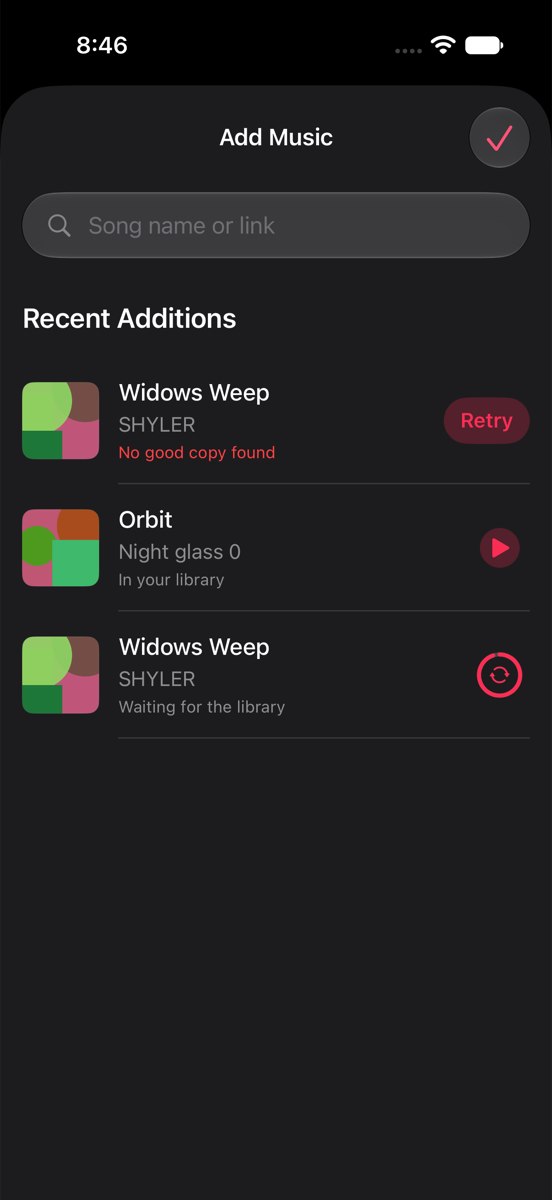 8:46
Add Music
Song name or link
Recent Additions
Widows Weep
SHYLER
No good copy found
Retry
Orbit
Night glass 0
In your library
Widows Weep
SHYLER
Waiting for the library